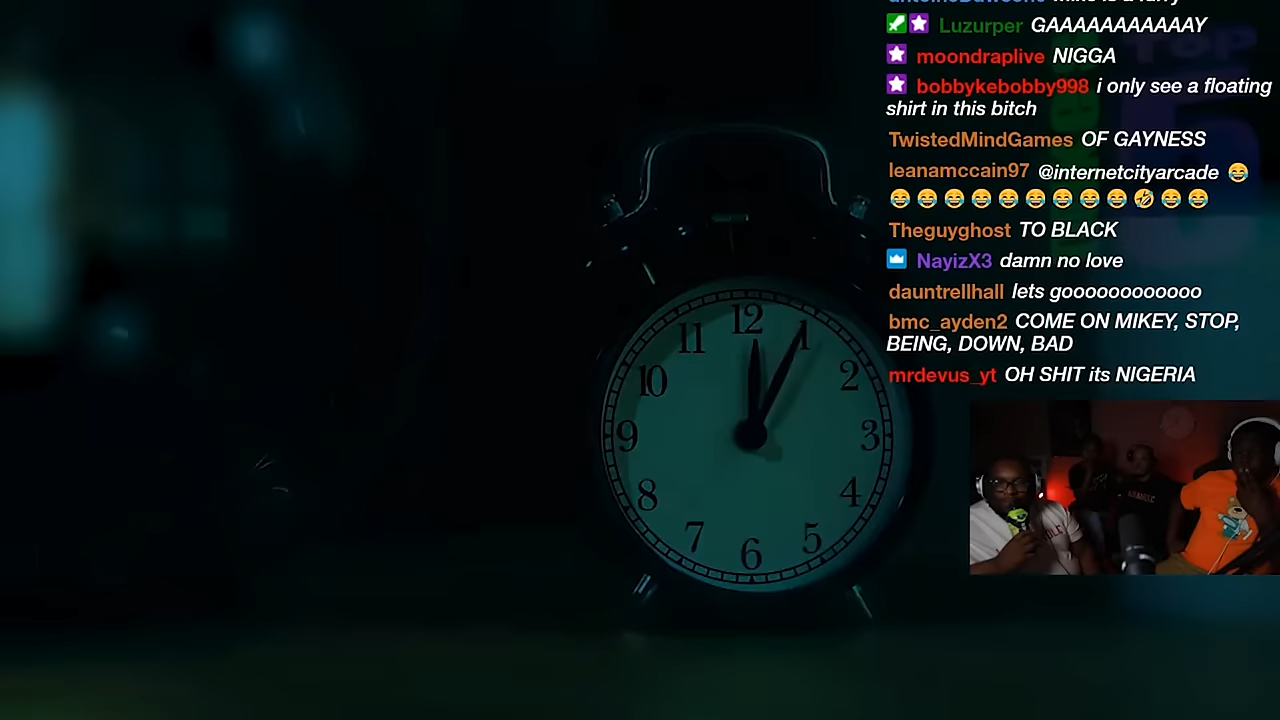 GAAAAAAAAAAAY
Luzurper GAAAAAAAAAAAY
moondraplive NIGGA
bobbykebobby998 i only see a floating
shirt in this bitch
TwistedMindGames OF GAYNESS
leanamccain97 @internetcityarcade 😂
😂😂😂😂😂😂😂😂😂🤣😂😂
Theguyghost TO BLACK
NayizX3 damn no love
dauntrellhall lets goooooooooooo
bmc_ayden2 COME ON MIKEY, STOP,
BEING, DOWN, BAD
mrdevus_yt OH SHIT its NIGERIA
12
1
2
3
4
5
6
7
8
9
10
11